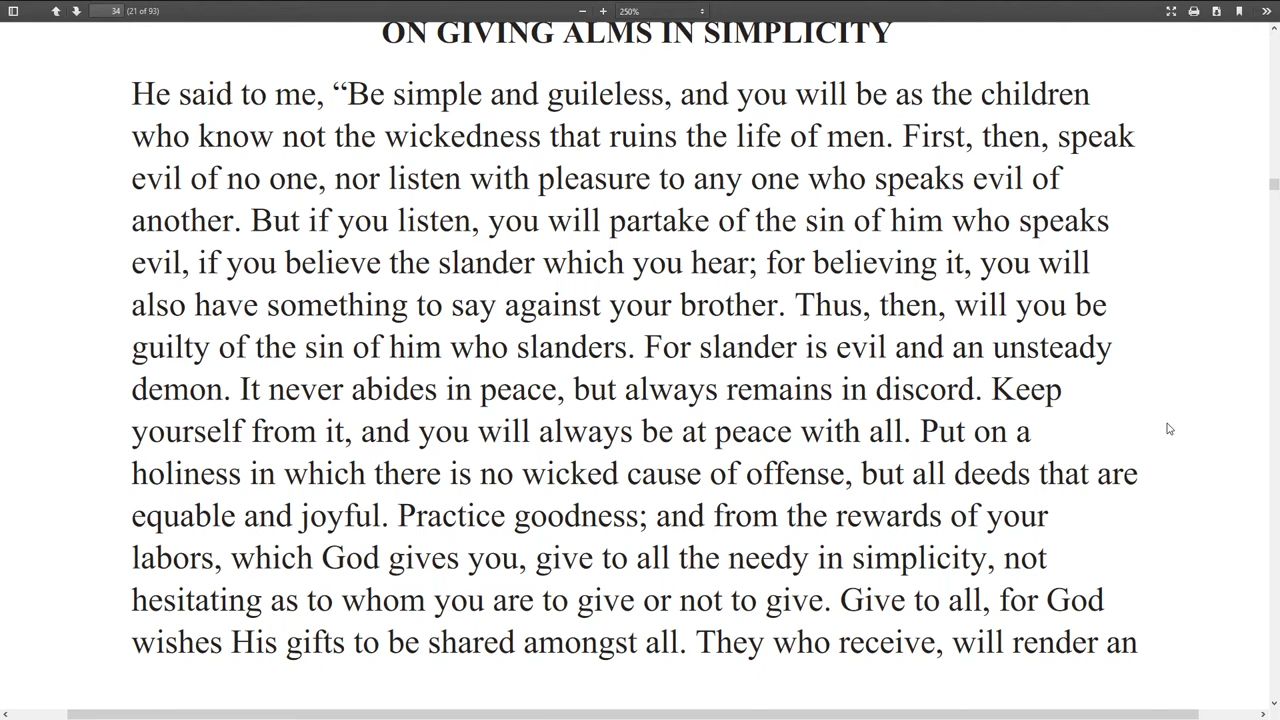 34 (21 of 93) 250%
ON GIVING ALMS IN SIMPLICITY
He said to me, “Be simple and guileless, and you will be as the children
who know not the wickedness that ruins the life of men. First, then, speak
evil of no one, nor listen with pleasure to any one who speaks evil of
another. But if you listen, you will partake of the sin of him who speaks
evil, if you believe the slander which you hear; for believing it, you will
also have something to say against your brother. Thus, then, will you be
guilty of the sin of him who slanders. For slander is evil and an unsteady
demon. It never abides in peace, but always remains in discord. Keep
yourself from it, and you will always be at peace with all. Put on a
holiness in which there is no wicked cause of offense, but all deeds that are
equable and joyful. Practice goodness; and from the rewards of your
labors, which God gives you, give to all the needy in simplicity, not
hesitating as to whom you are to give or not to give. Give to all, for God
wishes His gifts to be shared amongst all. They who receive, will render an